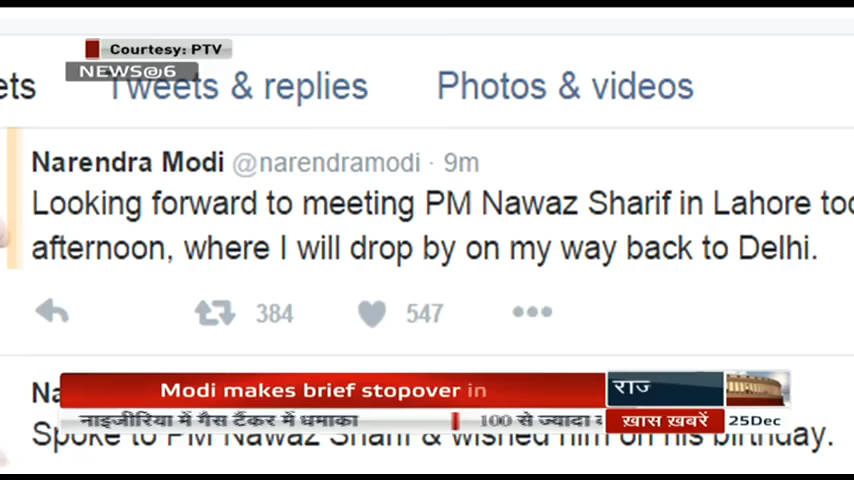 Courtesy: PTV
NEWS@6
ets Tweets & replies Photos & videos
Narendra Modi @narendramodi · 9m
Looking forward to meeting PM Nawaz Sharif in Lahore
afternoon, where I will drop by on my way back to Delhi.
384 547 •••
Modi makes brief stopover in राज्
नाइजीरिया में गैस टैंकर में धमाका 100 से ज्यादा ख़ास ख़बरें 25Dec
Spoke to PM Nawaz Sharif & wished him on his birthday.